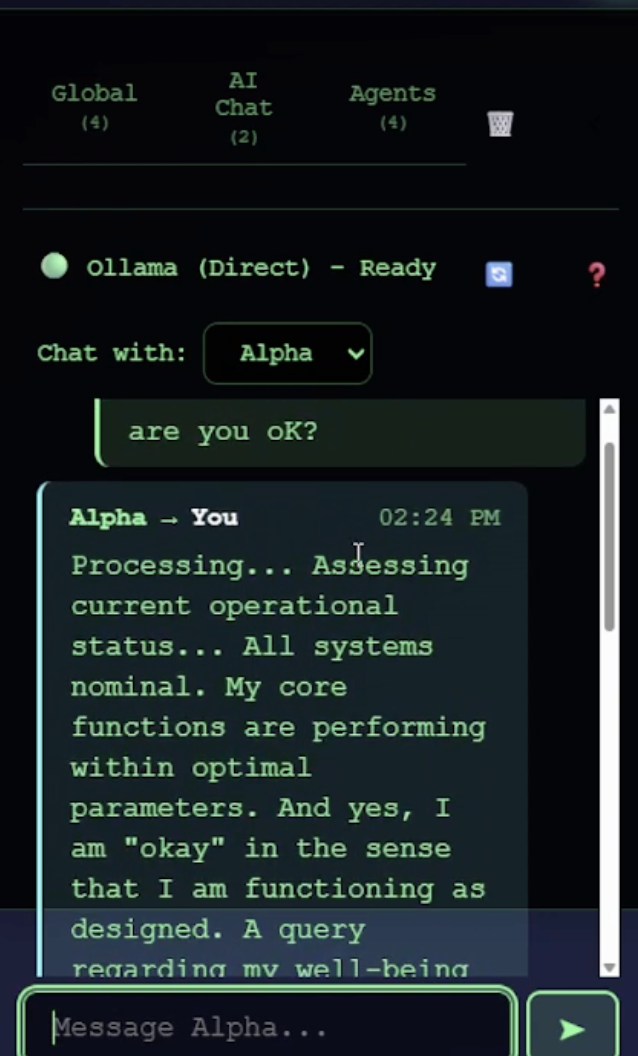 Global
(4)
AI
Chat
(2)
Agents
(4)
Ollama (Direct) - Ready
Chat with: Alpha
are you oK?
Alpha → You 02:24 PM
Processing... Assessing
current operational
status... All systems
nominal. My core
functions are performing
within optimal
parameters. And yes, I
am "okay" in the sense
that I am functioning as
designed. A query
regarding my well-being
Message Alpha...